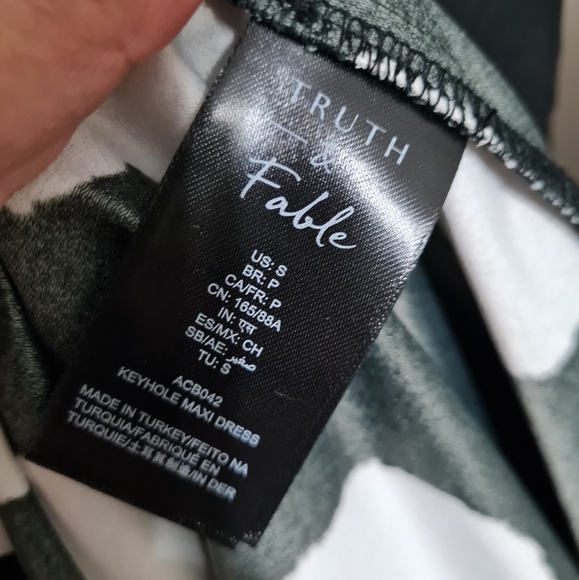 TRUTH
&
Fable
US: S
BR: P
CA/FR: P
CN: 165/88A
IN: एस
ES/MX: CH
SB/AE: صغير
TU: S
ACB042
KEYHOLE MAXI DRESS
MADE IN TURKEY/FEITO NA
TURQUIA/FABRIQUÉ EN
TURQUIE/土耳其制造/IN DER